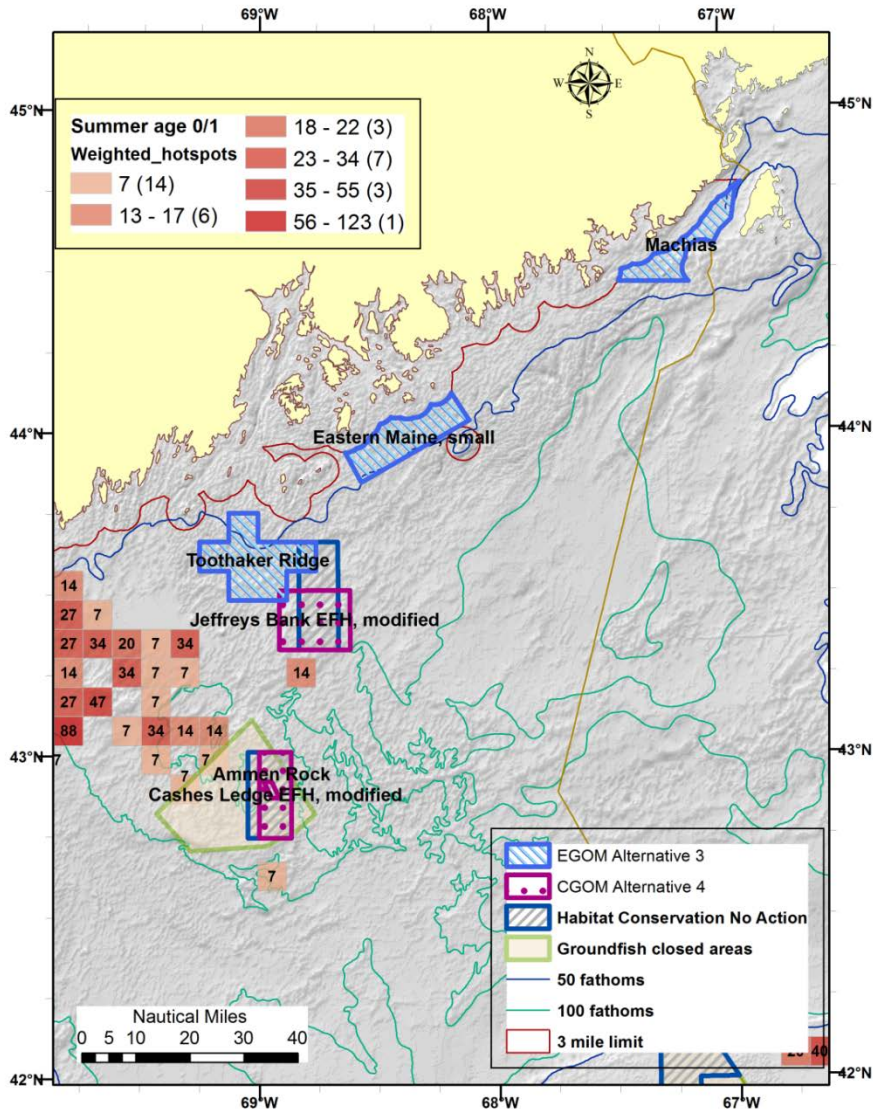 69°W 68°W 67°W
N
W E
S
45°N 45°N
Summer age 0/1
Weighted_hotspots
7 (14)
13 - 17 (6)
18 - 22 (3)
23 - 34 (7)
35 - 55 (3)
56 - 123 (1)
Machias
44°N 44°N
Eastern Maine, small
Toothaker Ridge
14
27 7
Jeffreys Bank EFH, modified
27 34 20 7 34
14 34 7 7 14
27 47 7
88 7 34 14 14
43°N 43°N
7 7 7
7
Ammen Rock
Cashes Ledge EFH, modified
7
EGOM Alternative 3
CGOM Alternative 4
Habitat Conservation No Action
Groundfish closed areas
50 fathoms
100 fathoms
3 mile limit
Nautical Miles
0 5 10 20 30 40
40
42°N 42°N
69°W 68°W 67°W